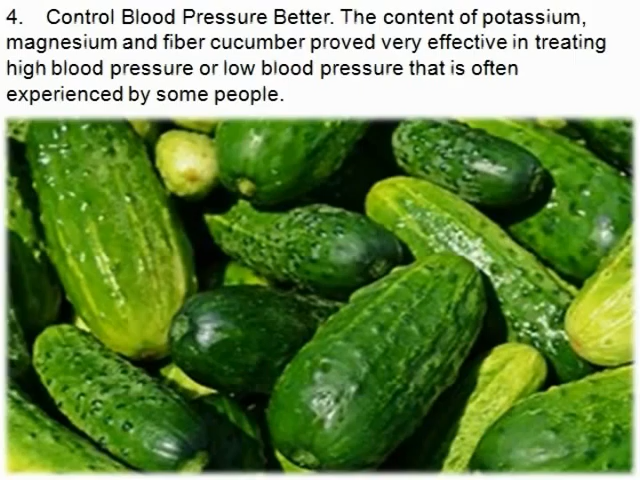 4. Control Blood Pressure Better. The content of potassium,
magnesium and fiber cucumber proved very effective in treating
high blood pressure or low blood pressure that is often
experienced by some people.